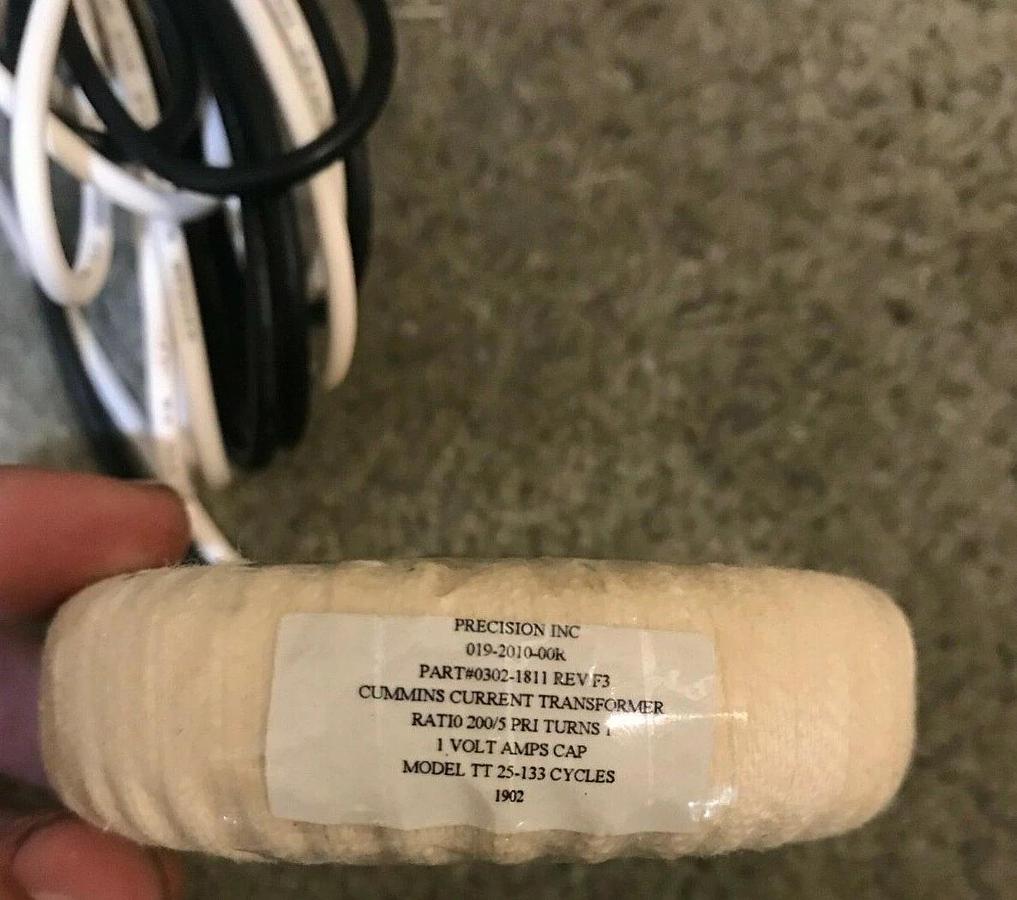 PRECISION INC
019-2010-00R
PART#0302-1811 REV F3
CUMMINS CURRENT TRANSFORMER
RATI0 200/5 PRI TURNS 1
1 VOLT AMPS CAP
MODEL TT 25-133 CYCLES
1902